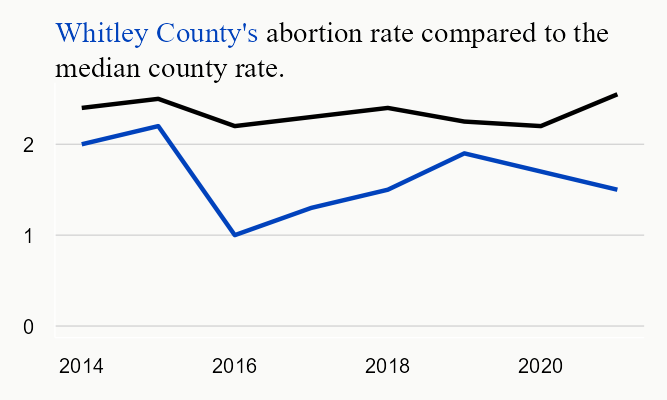 Whitley County's abortion rate compared to the
median county rate.
2
1
0
2014 2016 2018 2020